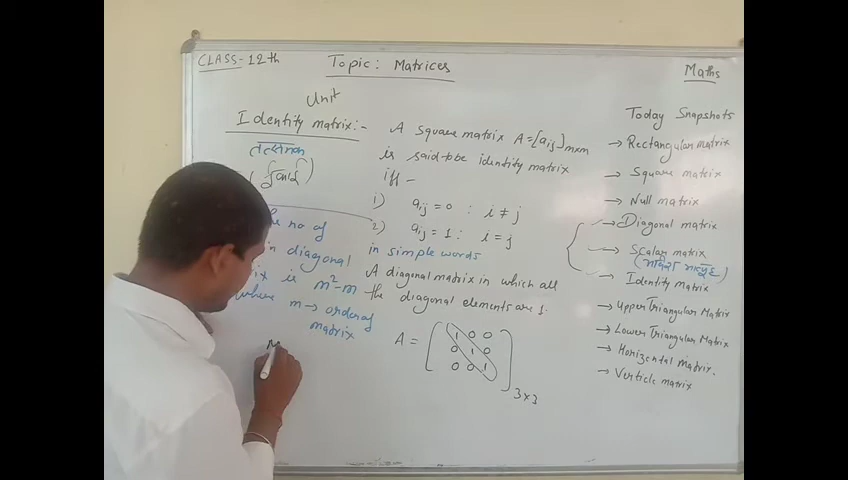 CLASS-12th
Topic: Matrices
Maths
Unit
Identity matrix:-
तत्समक
A square matrix A=[aij]m×m
is said to be identity matrix
iff -
1) aij = 0 : i ≠ j
2) aij = 1 : i = j
in simple words
A diagonal matrix in which all
the diagonal elements are 1.
A =
1 0 0
0 1 0
0 0 1
3×3
no of
in diagonal
is m²-m
where m → order of
matrix
Today Snapshots
→ Rectangular matrix
→ Square matrix
→ Null matrix
→ Diagonal matrix
→ Scalar matrix
→ Identity matrix
→ Upper Triangular Matrix
→ Lower Triangular Matrix
→ Horizental matrix.
→ Verticle matrix